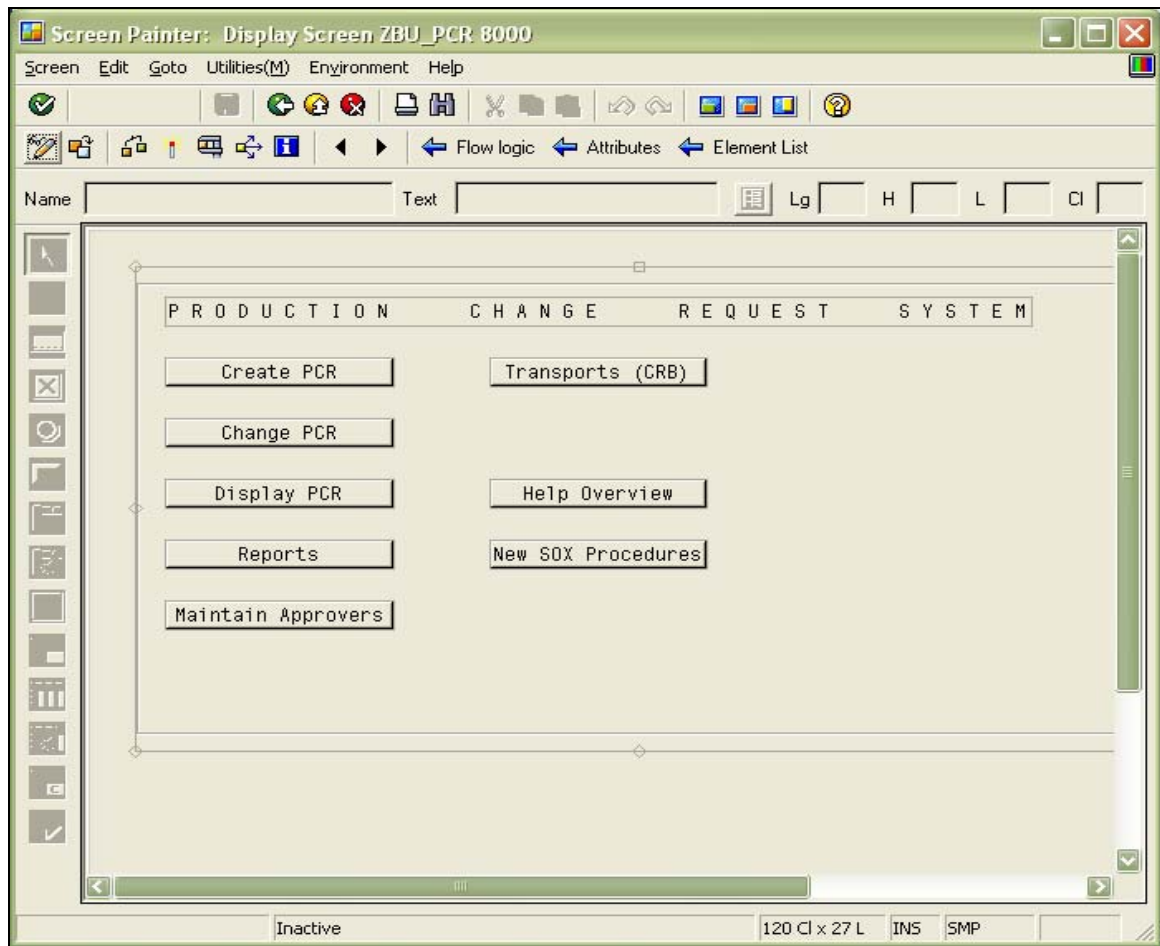 Screen Painter: Display Screen ZBU_PCR 8000
Screen Edit Goto Utilities(M) Environment Help
Flow logic Attributes Element List
Name Text Lg H L Cl
P R O D U C T I O N C H A N G E R E Q U E S T S Y S T E M
Create PCR Transports (CRB)
Change PCR
Display PCR Help Overview
Reports New SOX Procedures
Maintain Approvers
Inactive 120 Cl x 27 L INS SMP